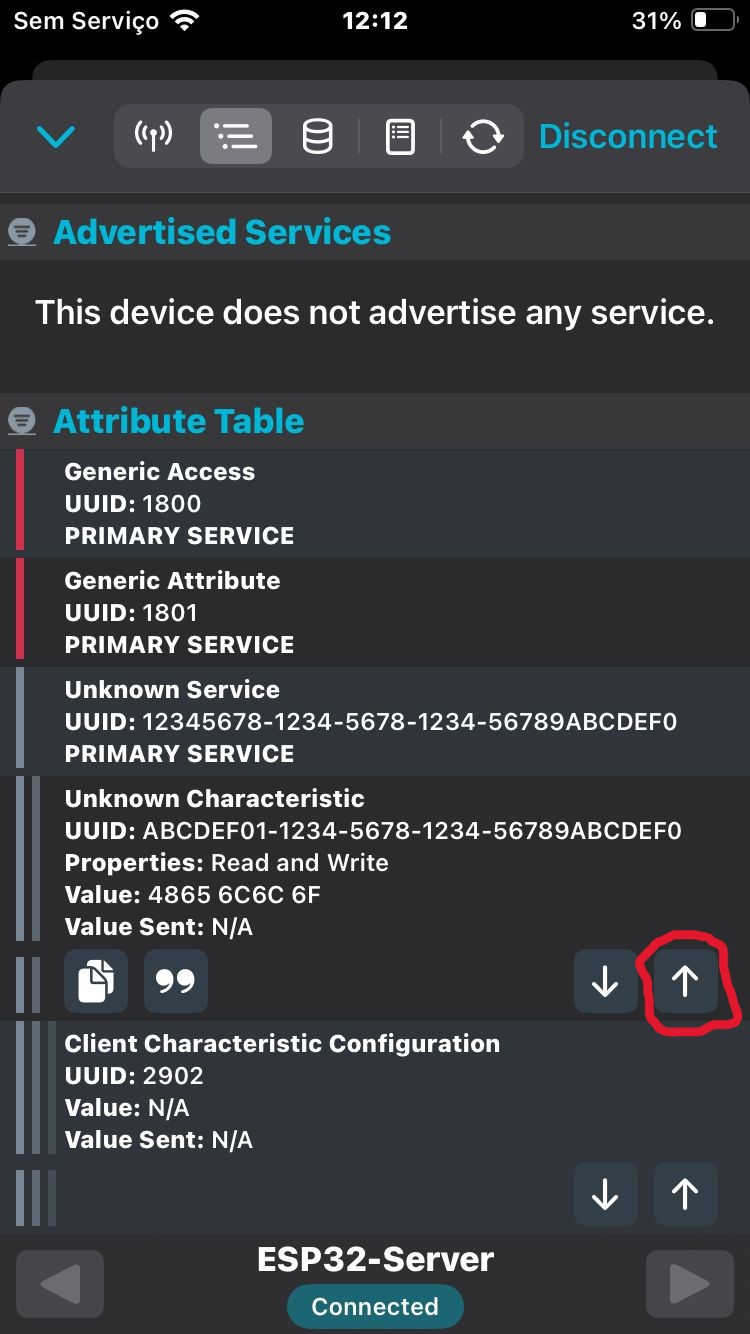 Sem Serviço 12:12 31%
Disconnect
Advertised Services
This device does not advertise any service.
Attribute Table
Generic Access
UUID: 1800
PRIMARY SERVICE
Generic Attribute
UUID: 1801
PRIMARY SERVICE
Unknown Service
UUID: 12345678-1234-5678-1234-56789ABCDEF0
PRIMARY SERVICE
Unknown Characteristic
UUID: ABCDEF01-1234-5678-1234-56789ABCDEF0
Properties: Read and Write
Value: 4865 6C6C 6F
Value Sent: N/A
Client Characteristic Configuration
UUID: 2902
Value: N/A
Value Sent: N/A
ESP32-Server
Connected